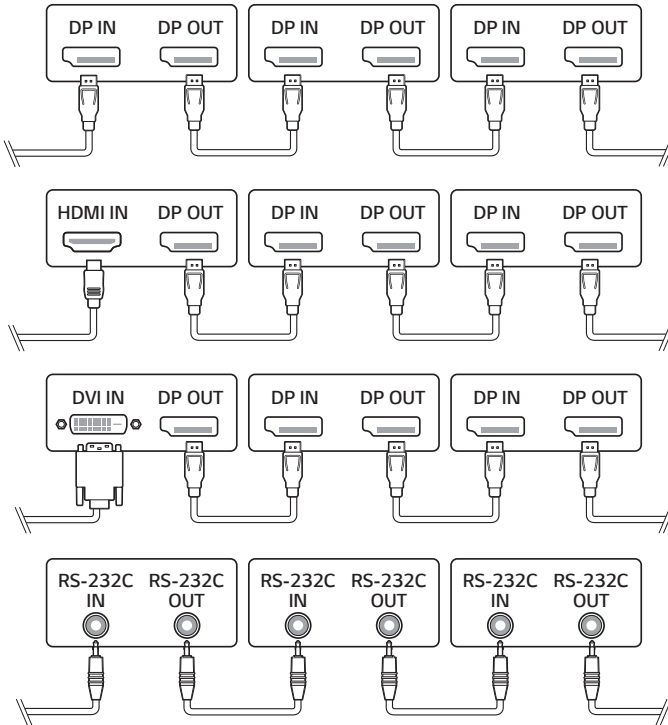 DP IN DP OUT DP IN DP OUT DP IN DP OUT
HDMI IN DP OUT DP IN DP OUT DP IN DP OUT
DVI IN DP OUT DP IN DP OUT DP IN DP OUT
RS-232C RS-232C RS-232C RS-232C RS-232C RS-232C
IN OUT IN OUT IN OUT